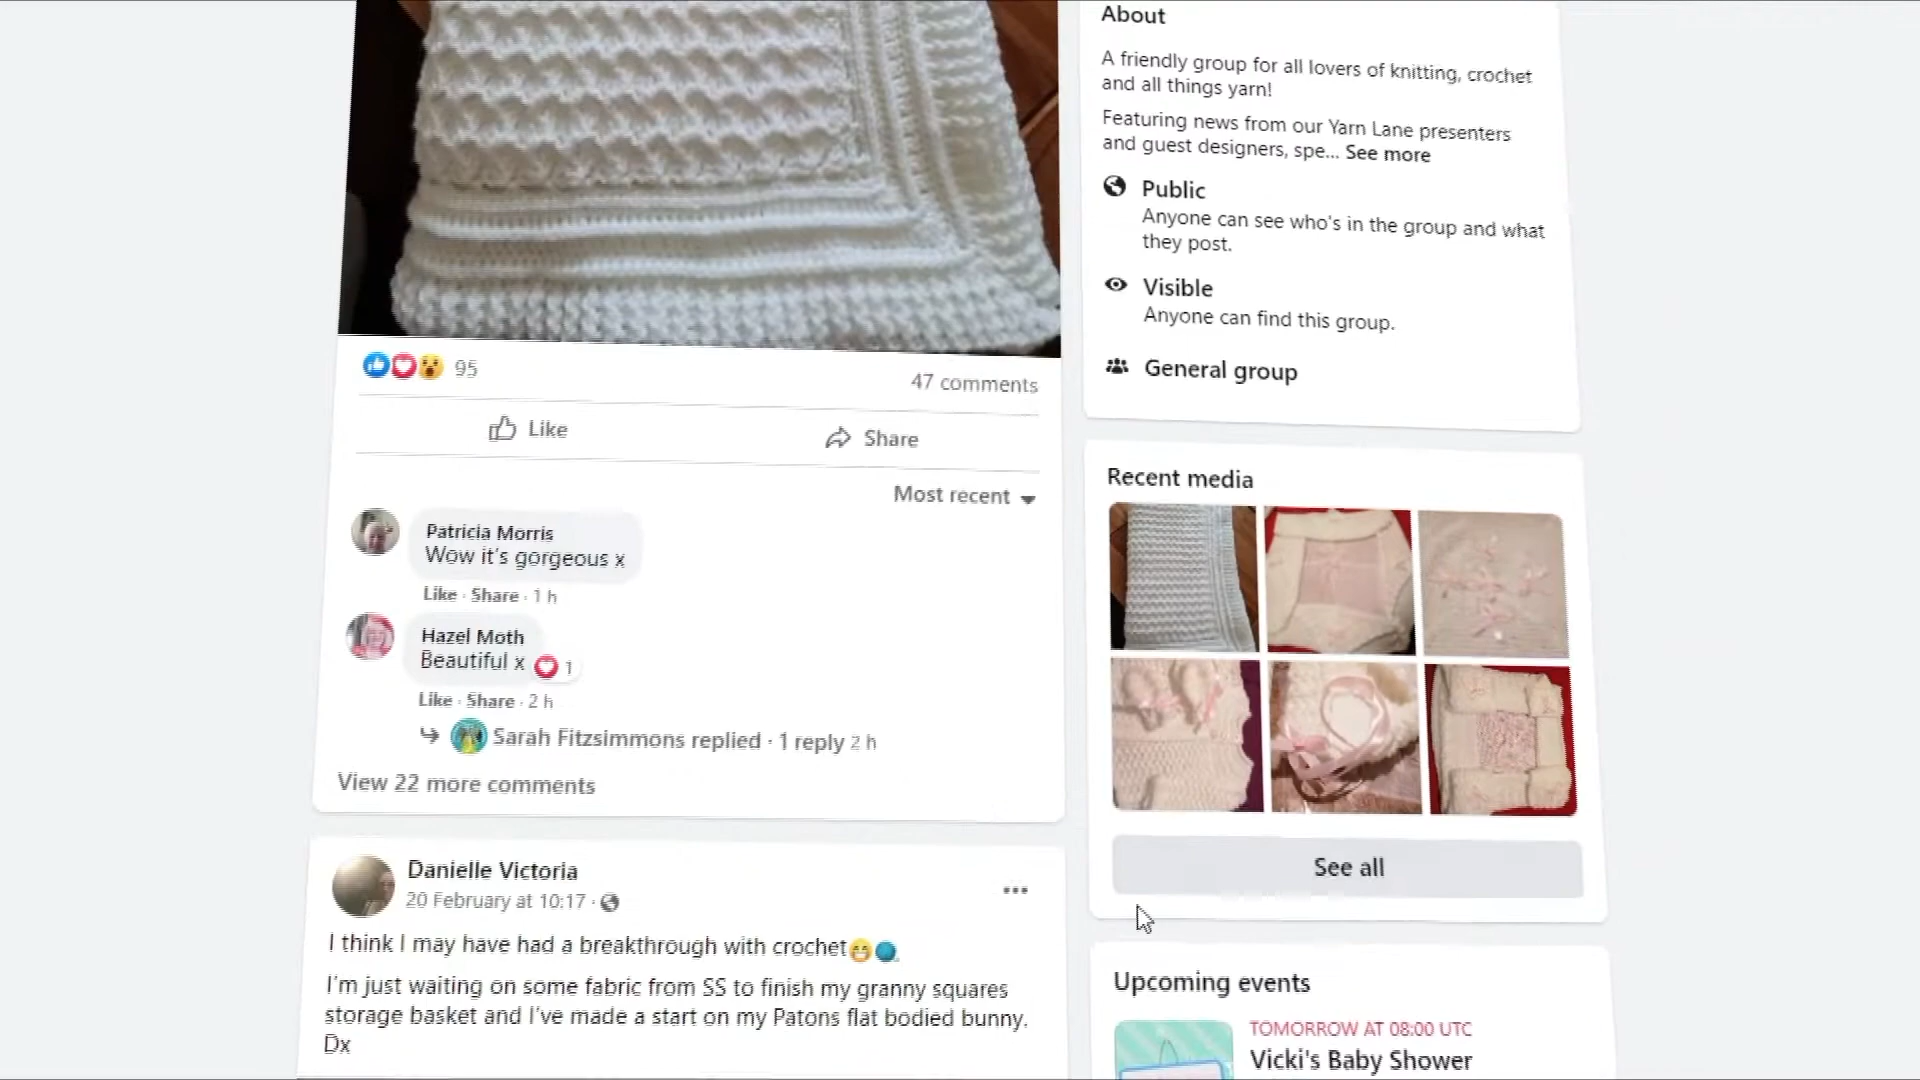 95
47 comments
Like
Share
Most recent
Patricia Morris
Wow it's gorgeous x
Like · Share · 1 h
Hazel Moth
Beautiful x
1
Like · Share · 2 h
Sarah Fitzsimmons replied · 1 reply 2 h
View 22 more comments
Danielle Victoria
20 February at 10:17 ·
I think I may have had a breakthrough with crochet
I'm just waiting on some fabric from SS to finish my granny squares
storage basket and I've made a start on my Patons flat bodied bunny.
Dx
About
A friendly group for all lovers of knitting, crochet
and all things yarn!
Featuring news from our Yarn Lane presenters
and guest designers, spe... See more
Public
Anyone can see who's in the group and what
they post.
Visible
Anyone can find this group.
General group
Recent media
See all
Upcoming events
TOMORROW AT 08:00 UTC
Vicki's Baby Shower